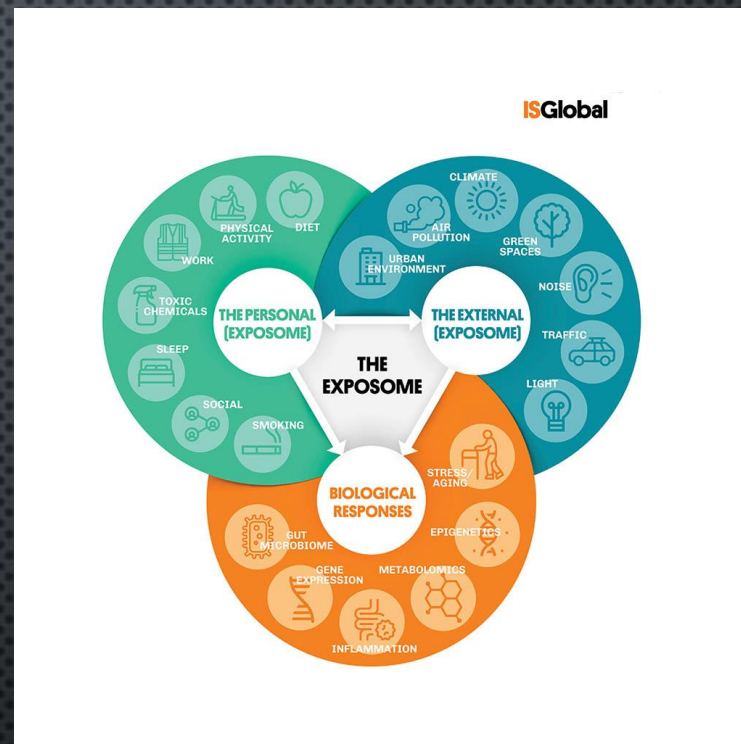 ISGlobal
CLIMATE
PHYSICAL
ACTIVITY
DIET
AIR
POLLUTION
GREEN
SPACES
WORK
URBAN
ENVIRONMENT
NOISE
TOXIC
CHEMICALS
THE PERSONAL
(EXPOSOME)
THE EXTERNAL
(EXPOSOME)
TRAFFIC
SLEEP
THE
EXPOSOME
LIGHT
SOCIAL
SMOKING
STRESS/
AGING
BIOLOGICAL
RESPONSES
EPIGENETICS
GUT
MICROBIOME
GENE
EXPRESSION
METABOLOMICS
INFLAMMATION